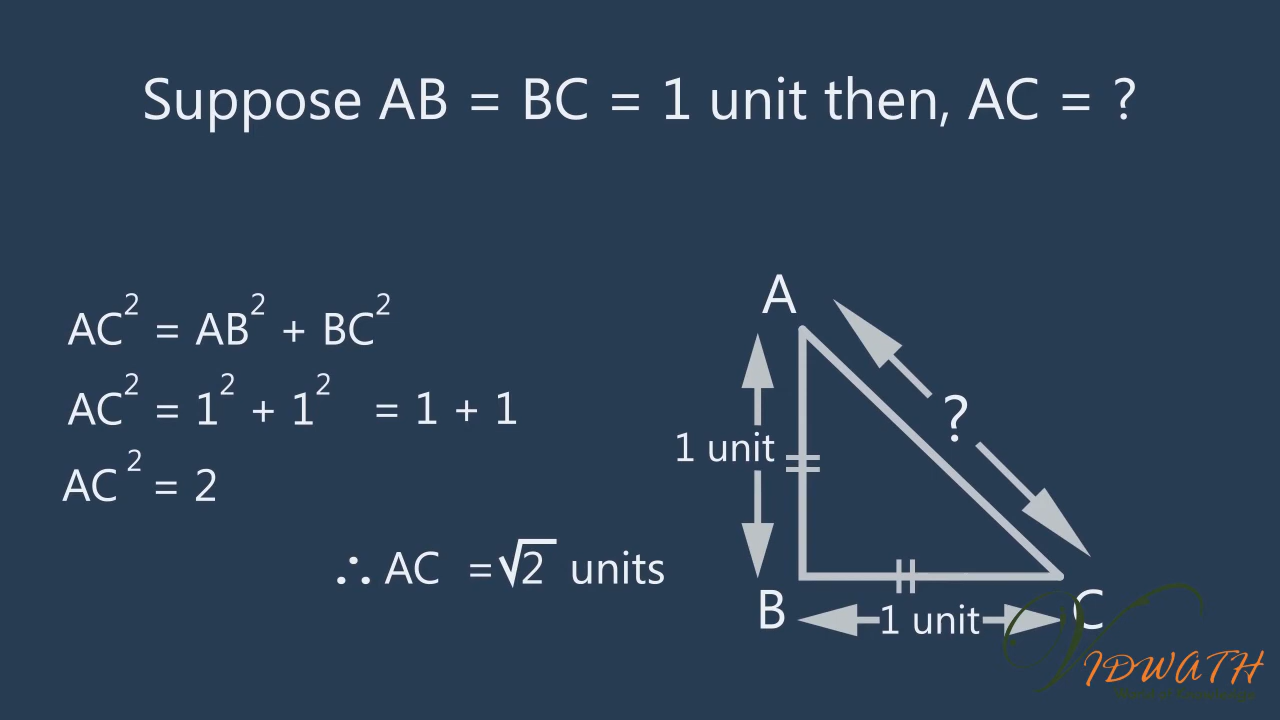 Suppose AB = BC = 1 unit then, AC = ?
AC² = AB² + BC²
AC² = 1² + 1² = 1 + 1
AC² = 2
∴ AC = √2 units
A
?
1 unit
B
1 unit
C
VIDWATH